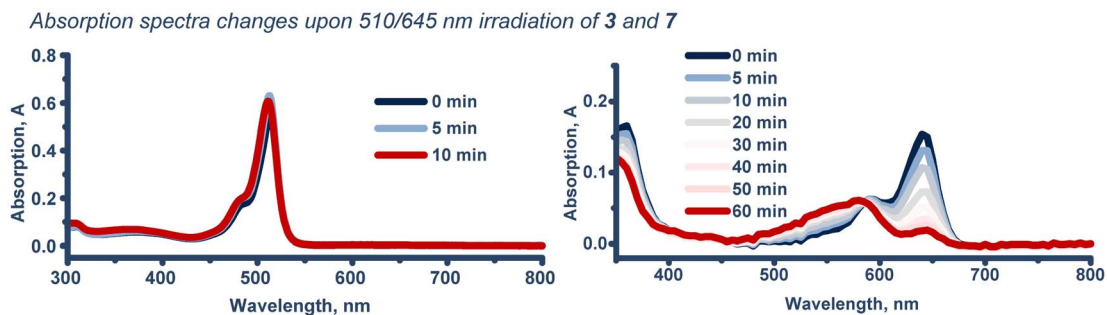 Absorption spectra changes upon 510/645 nm irradiation of 3 and 7
0.8
0.6
0.4
0.2
0.0
Absorption, A
300
400
500
600
700
800
Wavelength, nm
0 min
5 min
10 min
0.2
0.1
0.0
Absorption, A
400
500
600
700
800
Wavelength, nm
0 min
5 min
10 min
20 min
30 min
40 min
50 min
60 min